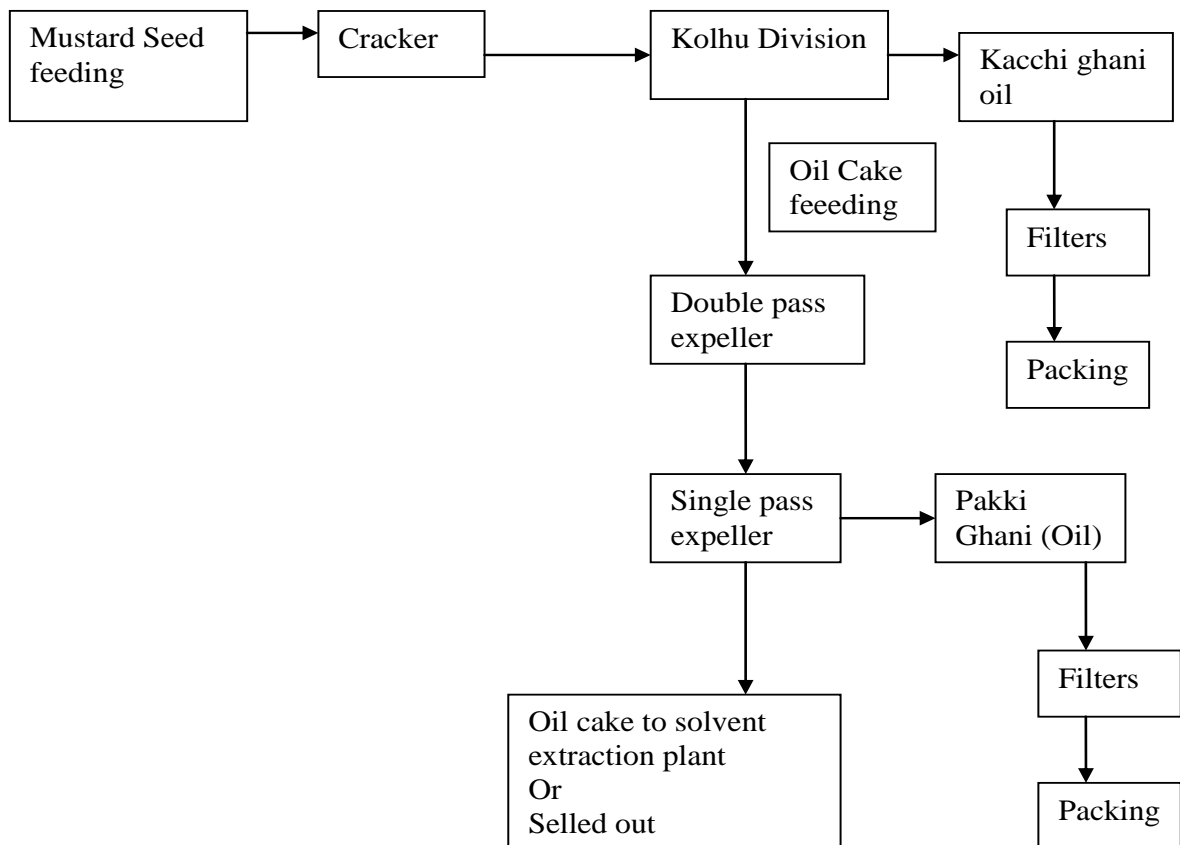 Mustard Seed
feeding
Cracker
Kolhu Division
Kacchi ghani
oil
Oil Cake
feeeding
Filters
Double pass
expeller
Packing
Single pass
expeller
Pakki
Ghani (Oil)
Filters
Oil cake to solvent
extraction plant
Or
Selled out
Packing